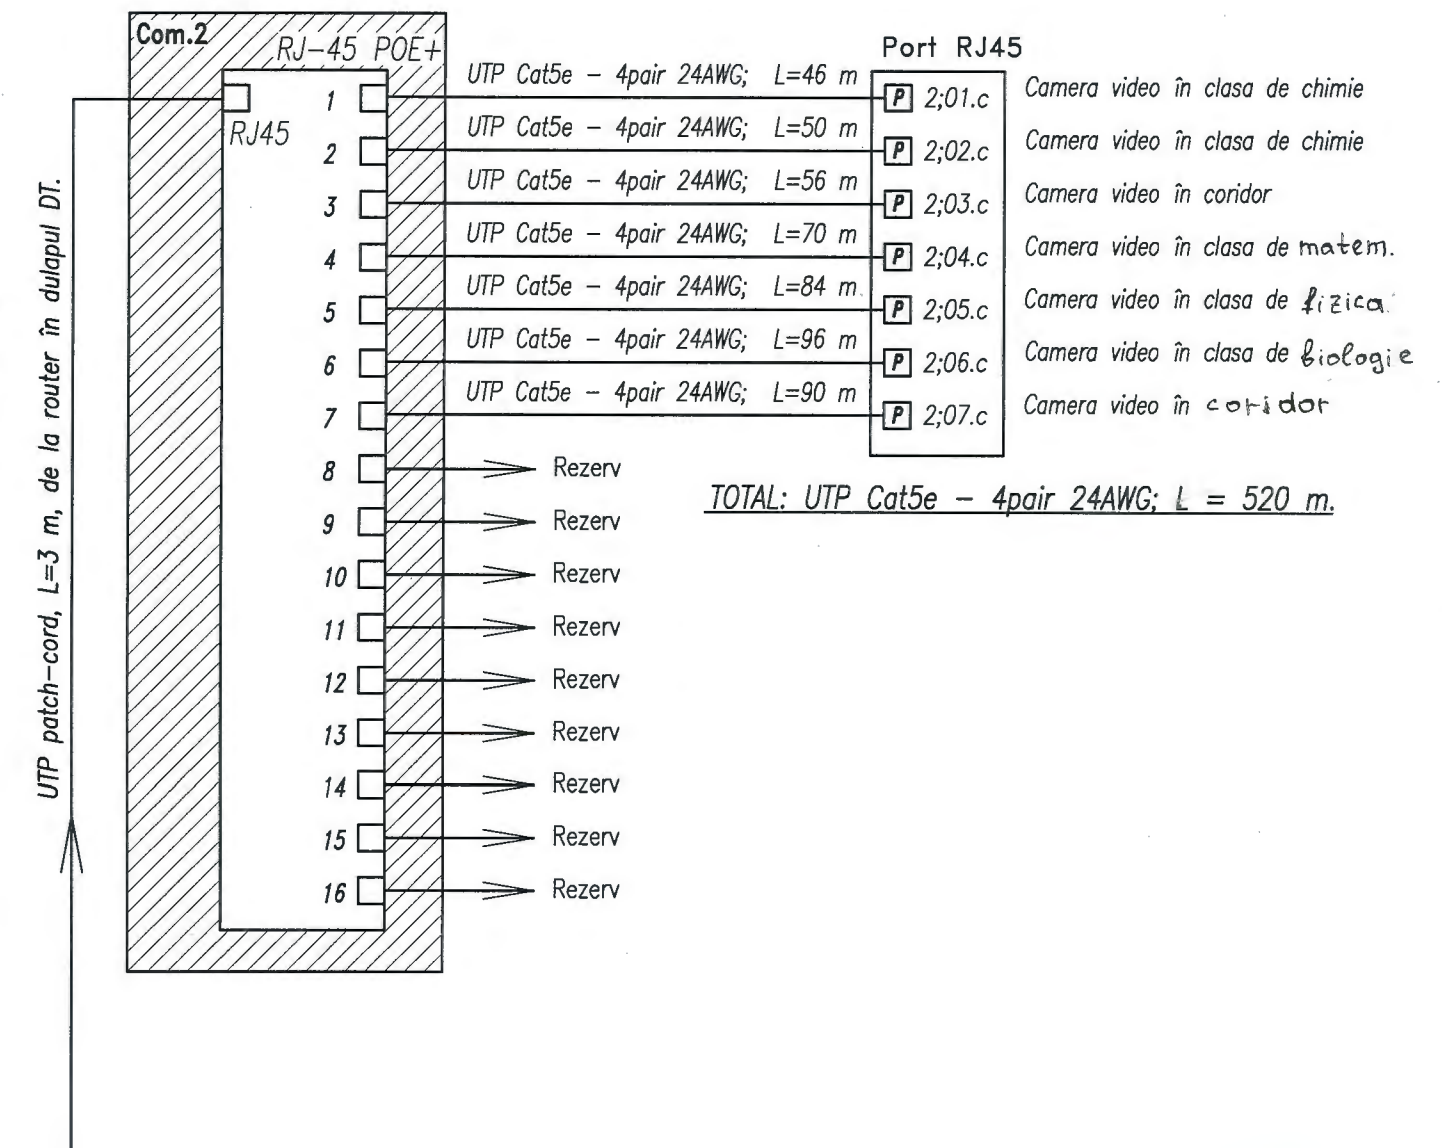 Com.2
RJ-45 POE+
RJ45
UTP patch-cord, L=3 m, de la router în dulapul DT.
Port RJ45
1 UTP Cat5e - 4pair 24AWG; L=46 m P 2;01.c Camera video în clasa de chimie
2 UTP Cat5e - 4pair 24AWG; L=50 m P 2;02.c Camera video în clasa de chimie
3 UTP Cat5e - 4pair 24AWG; L=56 m P 2;03.c Camera video în coridor
4 UTP Cat5e - 4pair 24AWG; L=70 m P 2;04.c Camera video în clasa de matem.
5 UTP Cat5e - 4pair 24AWG; L=84 m P 2;05.c Camera video în clasa de fizica.
6 UTP Cat5e - 4pair 24AWG; L=96 m P 2;06.c Camera video în clasa de biologie
7 UTP Cat5e - 4pair 24AWG; L=90 m P 2;07.c Camera video în coridor
8 Rezerv
TOTAL: UTP Cat5e - 4pair 24AWG; L = 520 m.
9 Rezerv
10 Rezerv
11 Rezerv
12 Rezerv
13 Rezerv
14 Rezerv
15 Rezerv
16 Rezerv